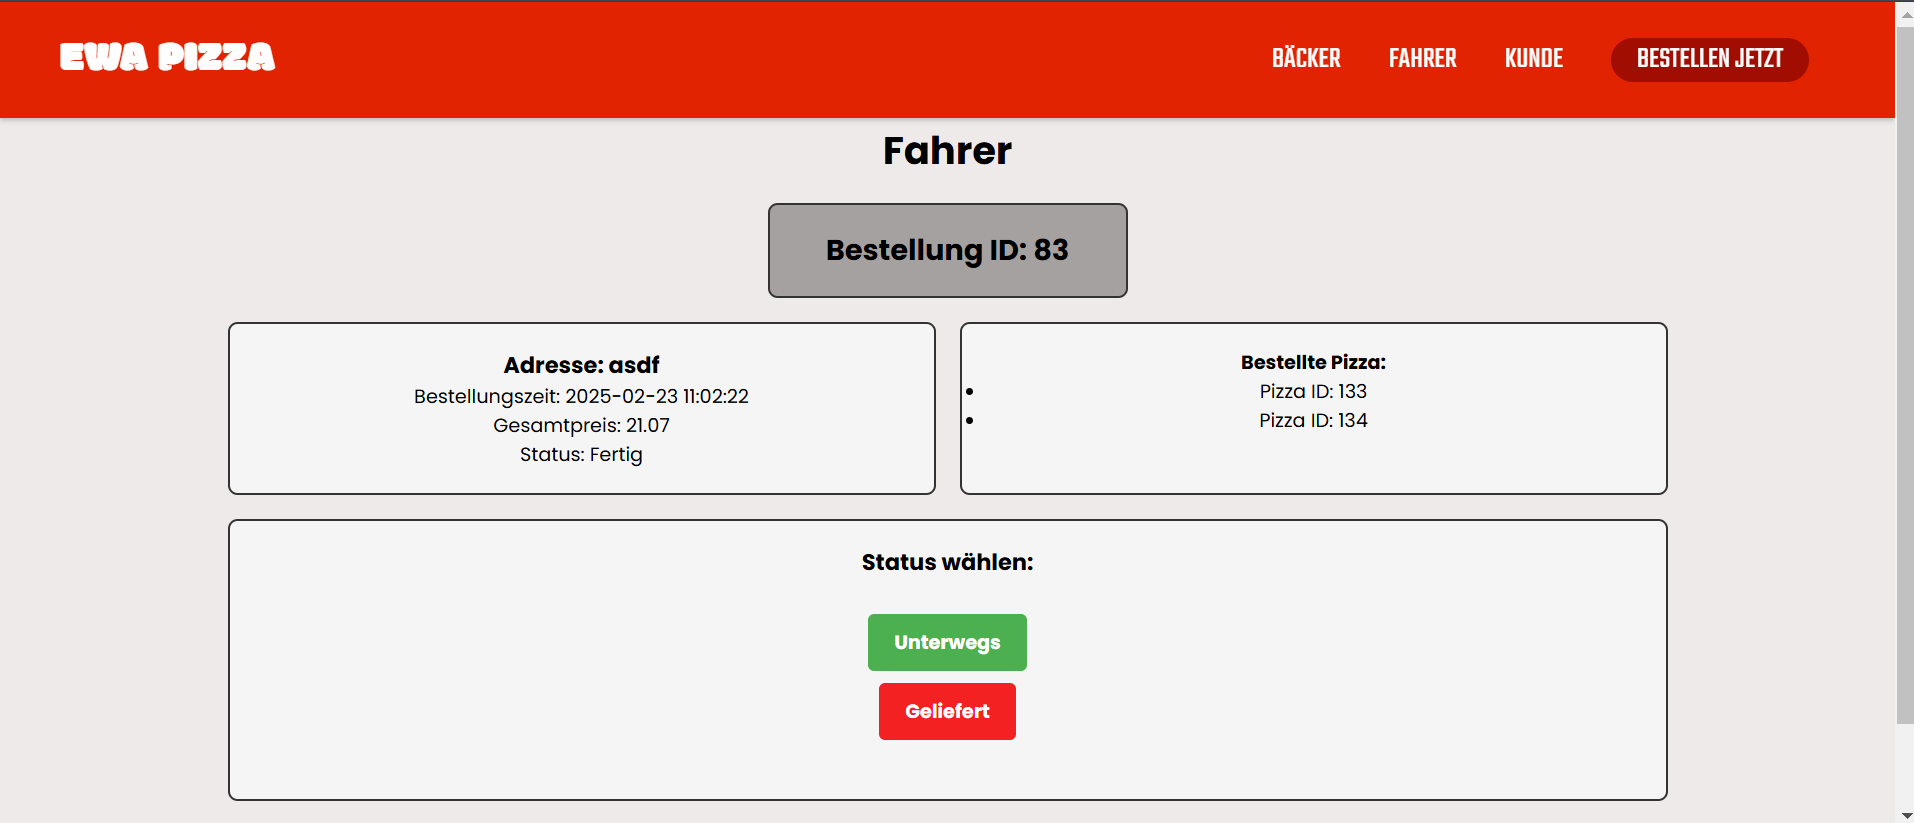 EWA PIZZA
BÄCKER
FAHRER
KUNDE
BESTELLEN JETZT
Fahrer
Bestellung ID: 83
Adresse: asdf
Bestellungszeit: 2025-02-23 11:02:22
Gesamtpreis: 21.07
Status: Fertig
Bestellte Pizza:
Pizza ID: 133
Pizza ID: 134
Status wählen:
Unterwegs
Geliefert